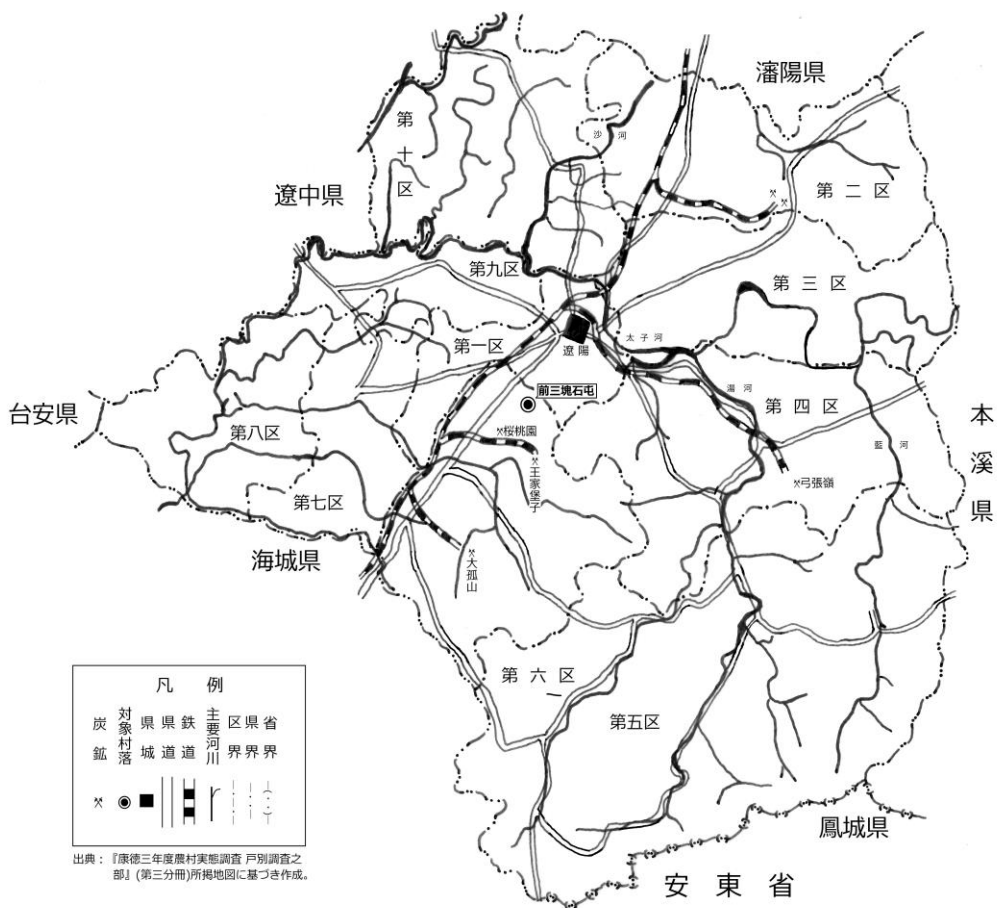 瀋陽県
第十区
沙河
第二区
遼中県
第九区
第三区
太子河
遼陽
第一区
前三塊石屯
湯河
第四区
台安県
第八区
桜桃園
王家堡子
藍河
本溪県
弓張嶺
第七区
海城県
大孤山
第六区
第五区
鳳城県
安東省
凡例
炭鉱
対象村落
県城
県道
鉄道
主要河川
区界
県界
省界
出典：『康徳三年度農村実態調査 戸別調査之
部』(第三分冊)所掲地図に基づき作成。